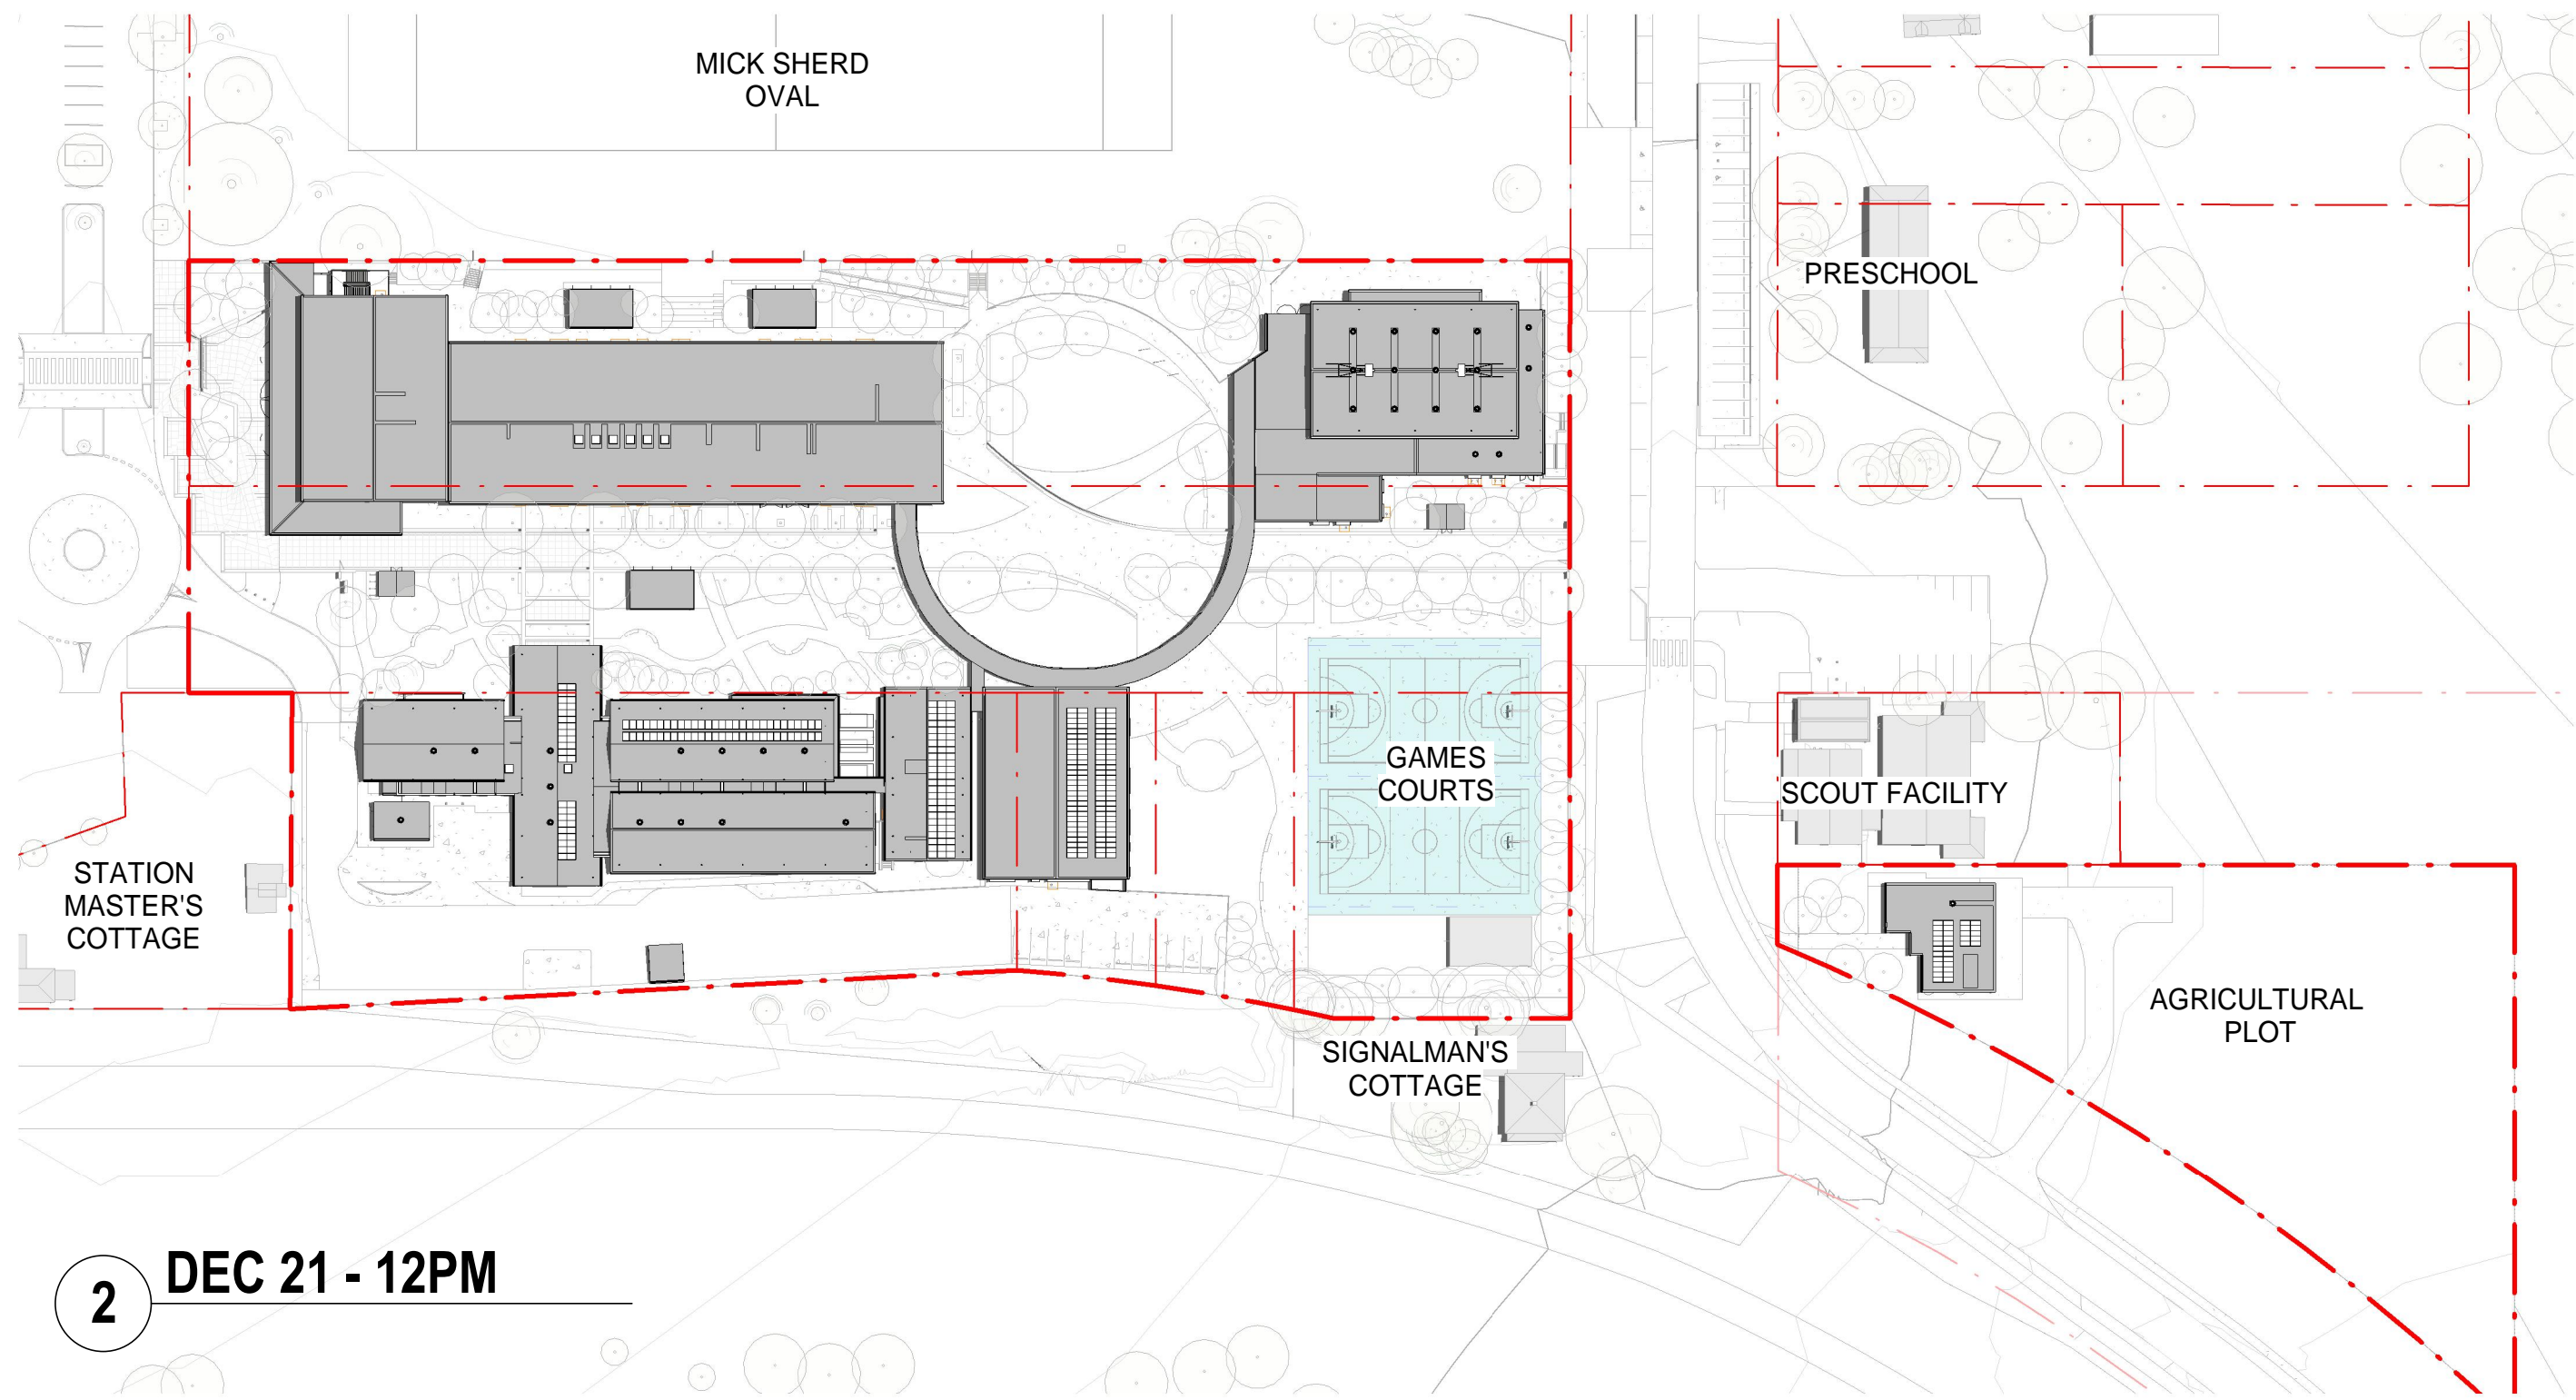 MICK SHERD
OVAL
PRESCHOOL
GAMES
COURTS
SCOUT FACILITY
STATION
MASTER'S
COTTAGE
AGRICULTURAL
PLOT
SIGNALMAN'S
COTTAGE
2
DEC 21 - 12PM